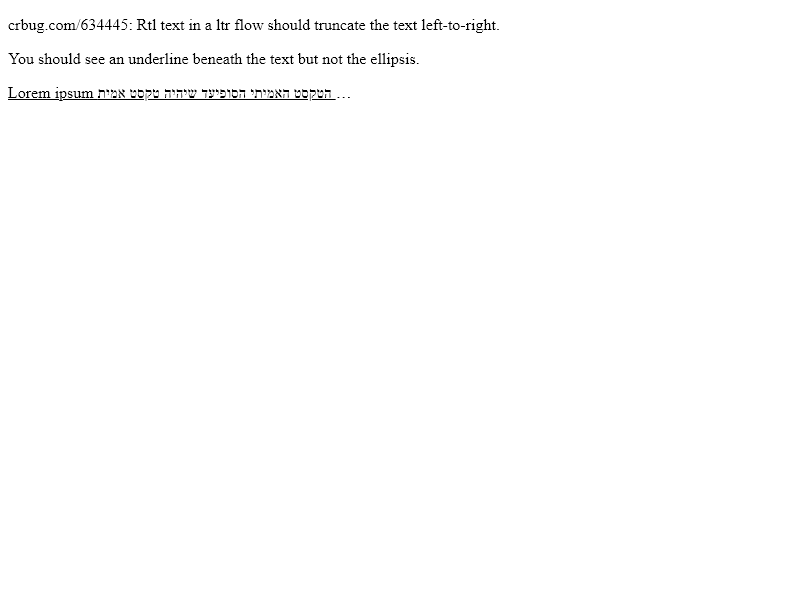 crbug.com/634445: Rtl text in a ltr flow should truncate the text left-to-right.
You should see an underline beneath the text but not the ellipsis.
Lorem ipsum הטקסט האמיתי הסופיעד שיהיה טקסט אמית …